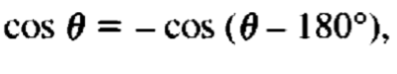 cos θ = – cos (θ – 180°),